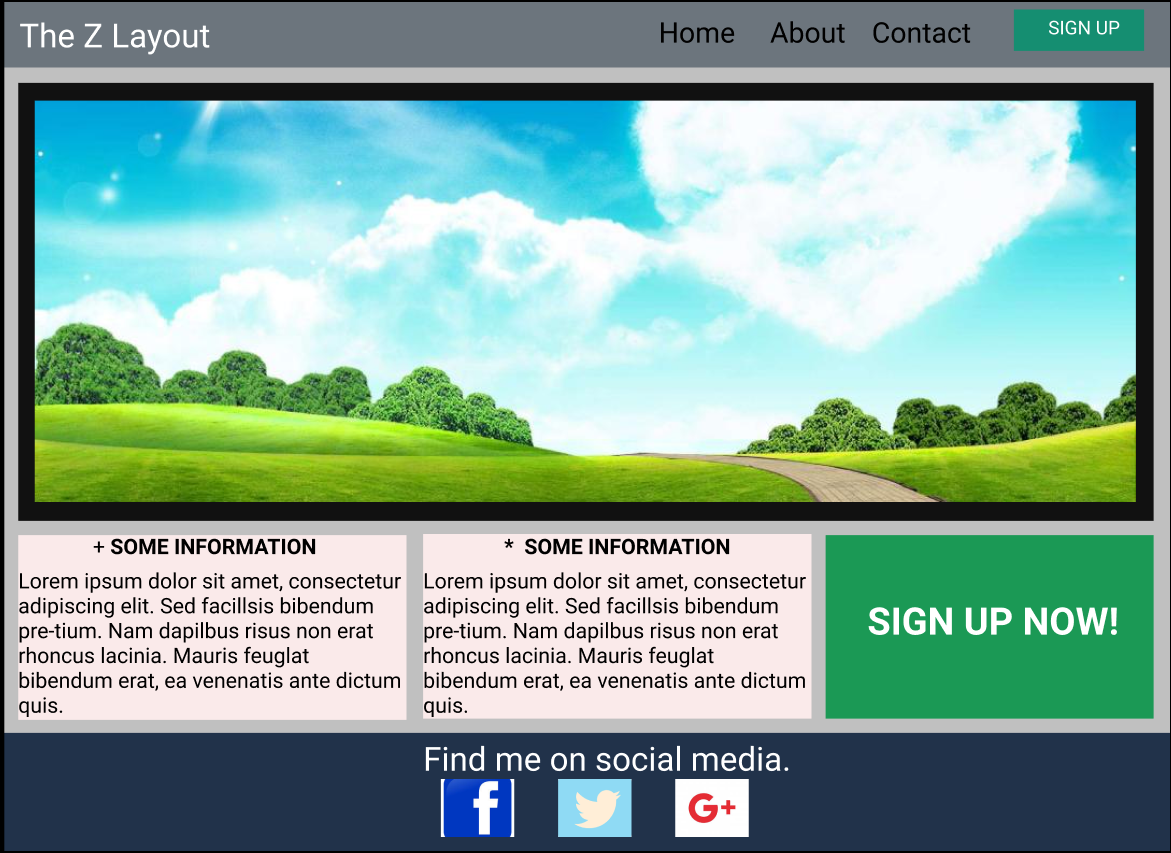 The Z Layout
Home About Contact SIGN UP
+ SOME INFORMATION
Lorem ipsum dolor sit amet, consectetur
adipiscing elit. Sed facillsis bibendum
pre-tium. Nam dapilbus risus non erat
rhoncus lacinia. Mauris feuglat
bibendum erat, ea venenatis ante dictum
quis.
* SOME INFORMATION
Lorem ipsum dolor sit amet, consectetur
adipiscing elit. Sed facillsis bibendum
pre-tium. Nam dapilbus risus non erat
rhoncus lacinia. Mauris feuglat
bibendum erat, ea venenatis ante dictum
quis.
SIGN UP NOW!
Find me on social media.
f G+